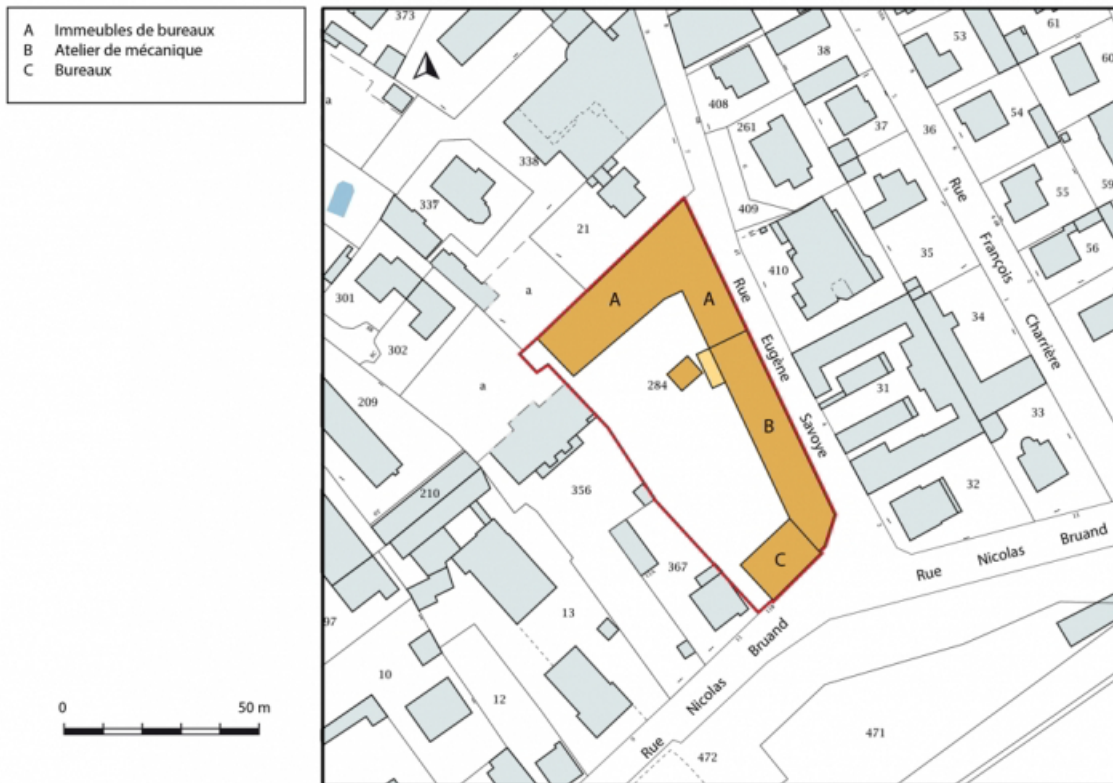 A Immeubles de bureaux
B Atelier de mécanique
C Bureaux
0 50 m
373
38
53
61
60
408
261
37
36
54
338
337
409
Rue François Charrière
55
59
21
410
35
56
301
a
a
A
A
Rue Eugène Savoye
34
302
a
284
31
209
B
33
210
356
32
C
Rue Nicolas Bruand
367
97
13
Rue Nicolas Bruand
10
12
471
472